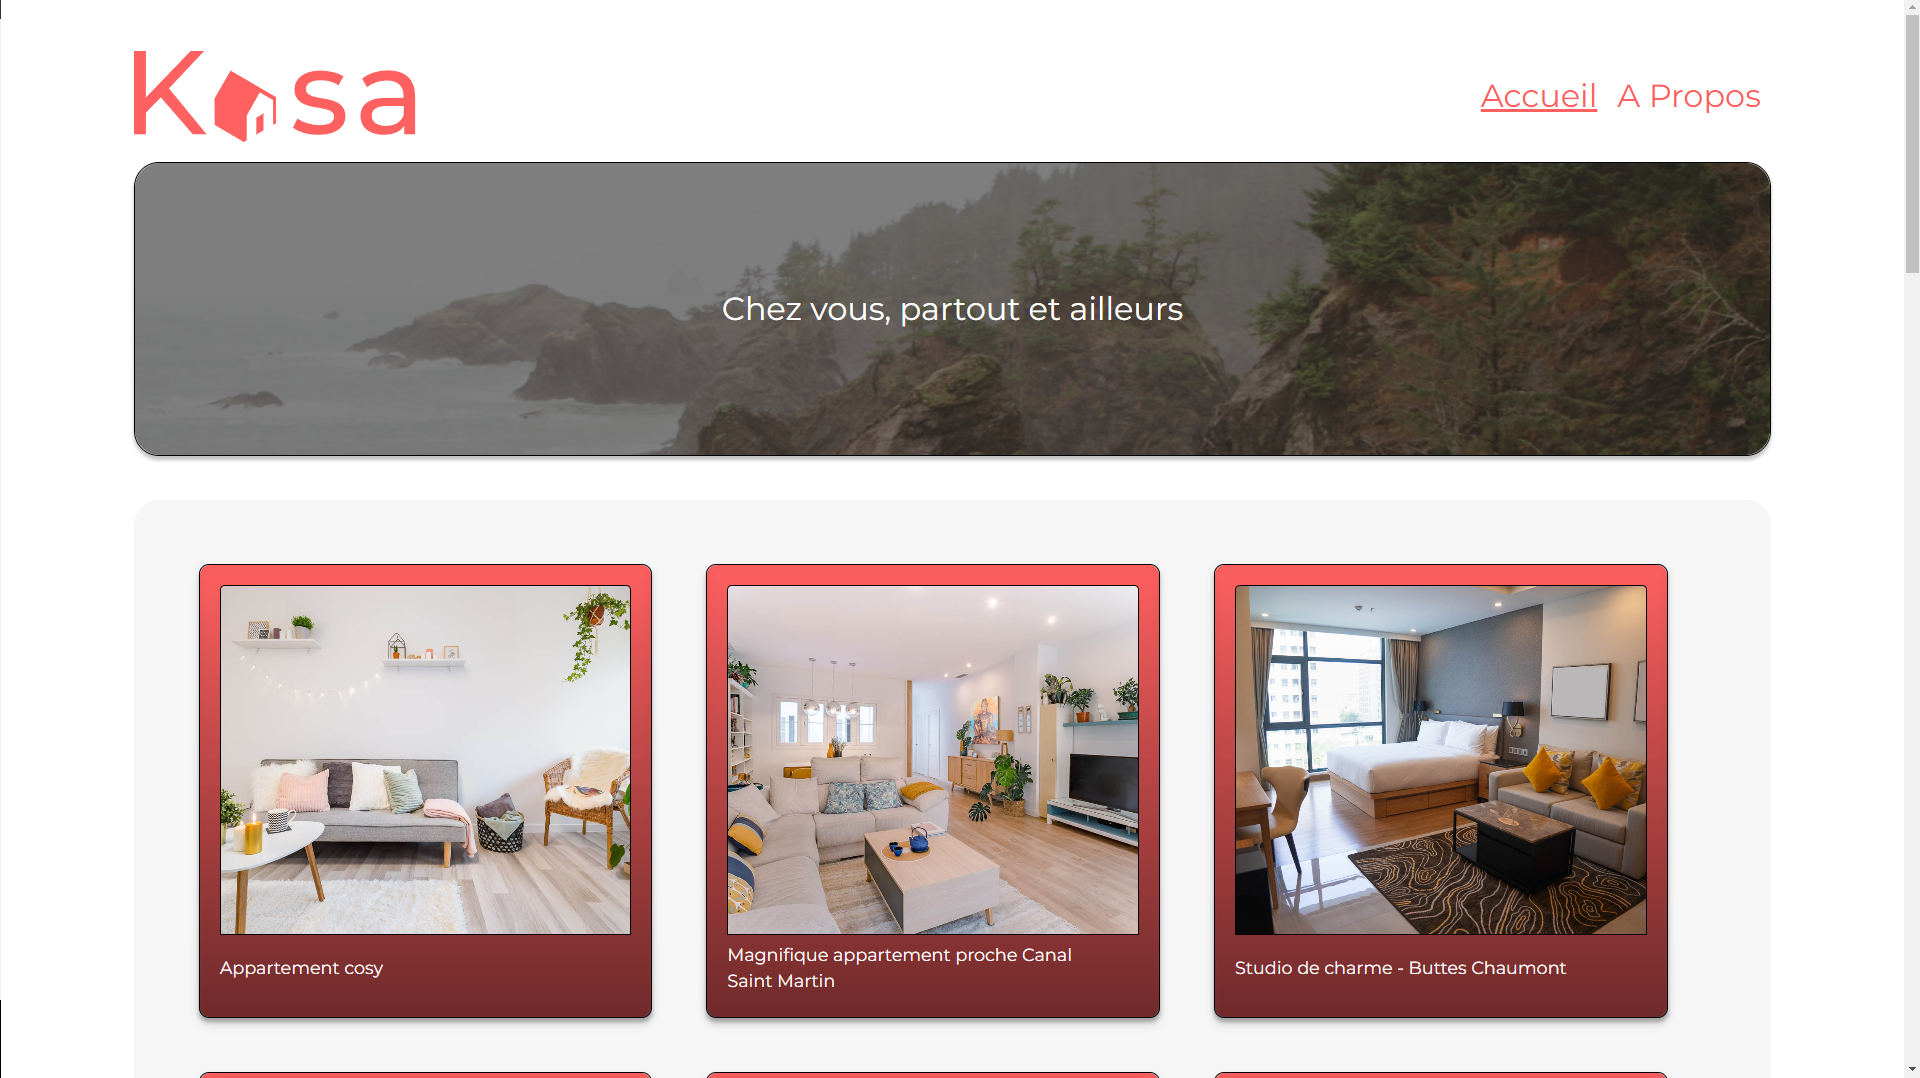 Kasa
Accueil A Propos
Chez vous, partout et ailleurs
Appartement cosy
Magnifique appartement proche Canal
Saint Martin
Studio de charme - Buttes Chaumont